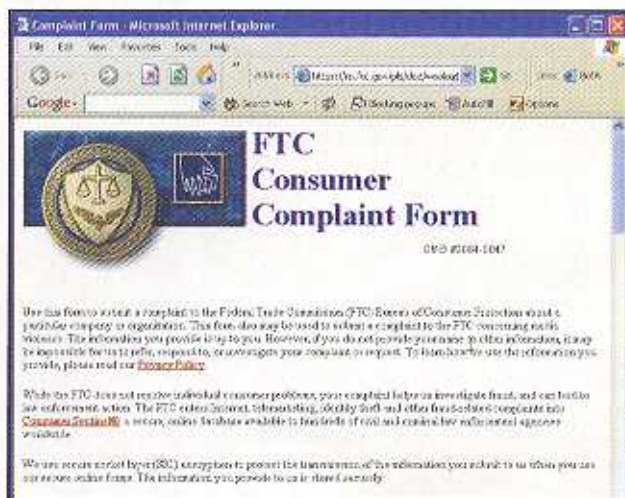 Complaint Form - Microsoft Internet Explorer
File Edit View Favorites Tools Help
Address
Google Search Web Blocking popups AutoFill Options
FTC
Consumer
Complaint Form
Use this form to submit a complaint to the Federal Trade Commission (FTC) Bureau of Consumer Protection about a
particular company or organization. This form also may be used to submit a complaint to the FTC concerning media
violence. The information you provide is up to you. However, if you do not provide your name or other information, it may
be impossible for us to refer, respond to, or investigate your complaint or request. To learn how we use the information you
provide, please read our Privacy Policy.
While the FTC does not resolve individual consumer problems, your complaint helps us investigate fraud, and can lead to
law enforcement action. The FTC enters Internet, telemarketing, identity theft and other fraud-related complaints into
Consumer Sentinel® a secure, online database available to hundreds of civil and criminal law enforcement agencies
worldwide.
We use secure socket layer (SSL) encryption to protect the transmission of the information you submit to us when you use
our secure online forms. The information you provide to us is stored securely.